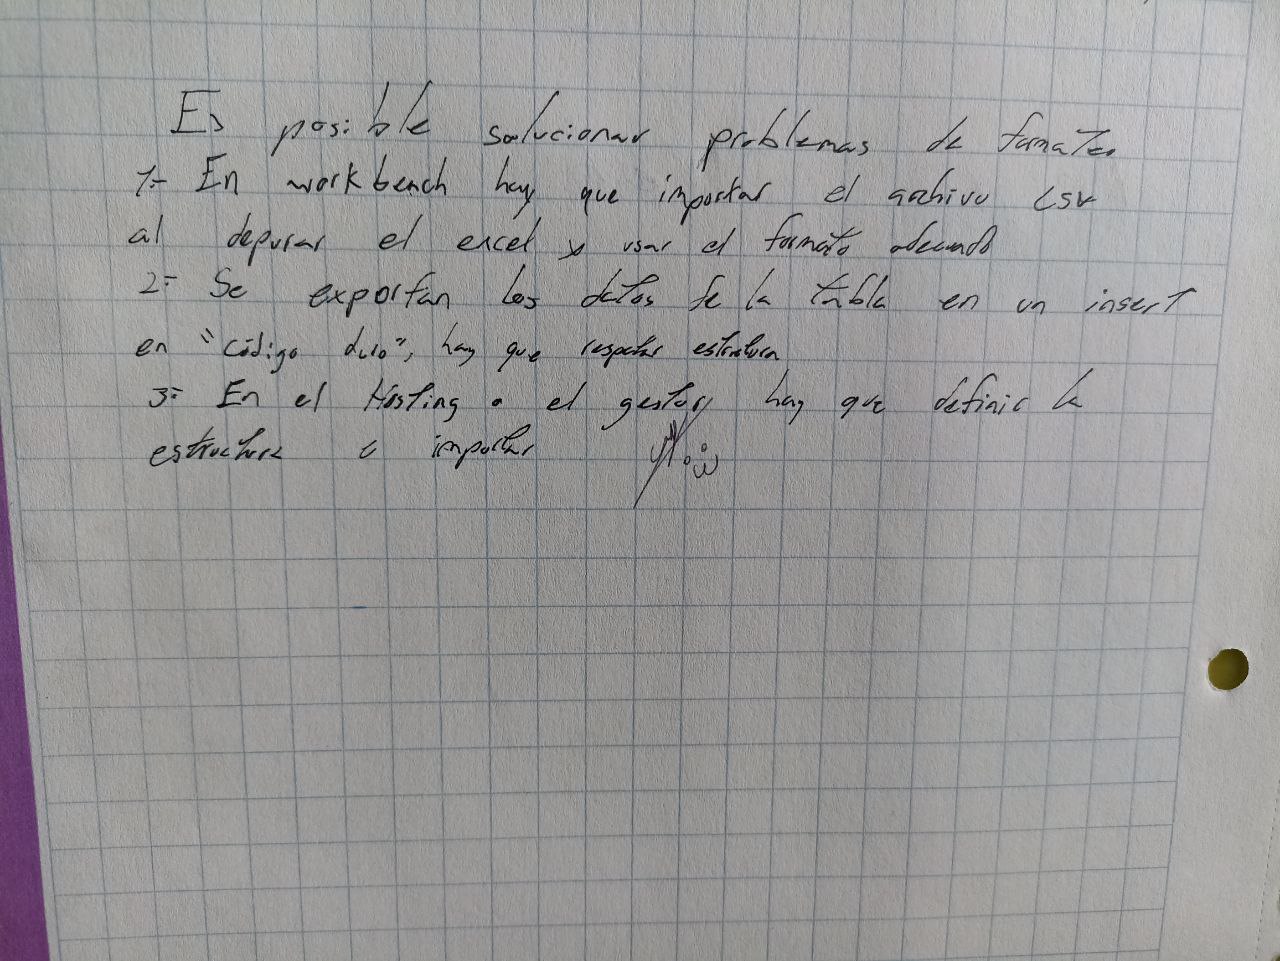 Es posible solucionar problemas de formatos
1:- En workbench hay que importar el archivo csv
al depurar el excel y usar el formato adecuado
2:- Se exportan los datos de la tabla en un insert
en "código duro", hay que respetar estructura
3:- En el Hosting o el gestor hay que definir la
estructura e importar